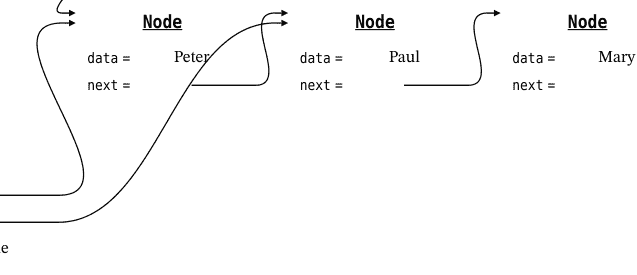 Node Node Node
data = Peter data = Paul data = Mary
next = next = next =